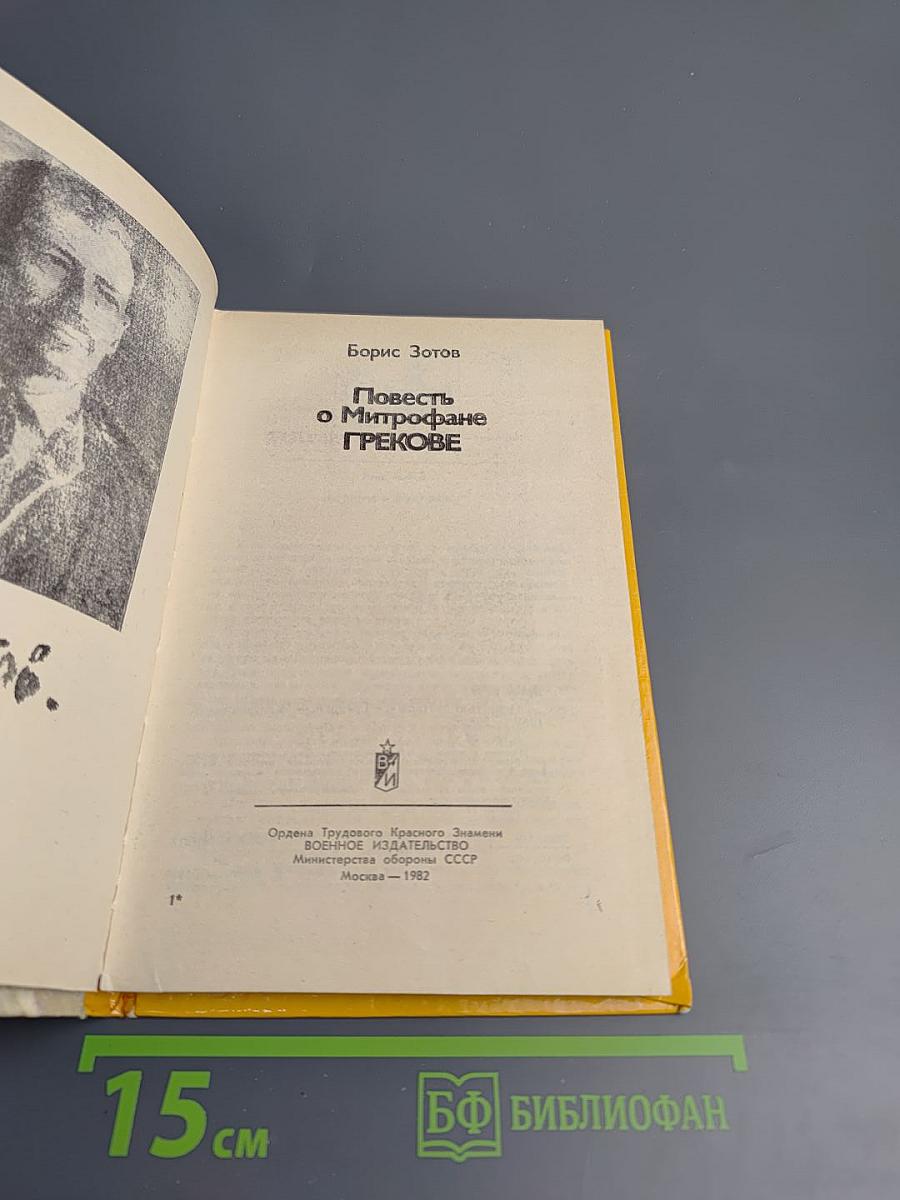 Борис Зотов
Повесть
о Митрофане
ГРЕКОВЕ
В
И
Ордена Трудового Красного Знамени
ВОЕННОЕ ИЗДАТЕЛЬСТВО
Министерства обороны СССР
Москва — 1982
1*
15 см
БФ БИБЛИОФАН